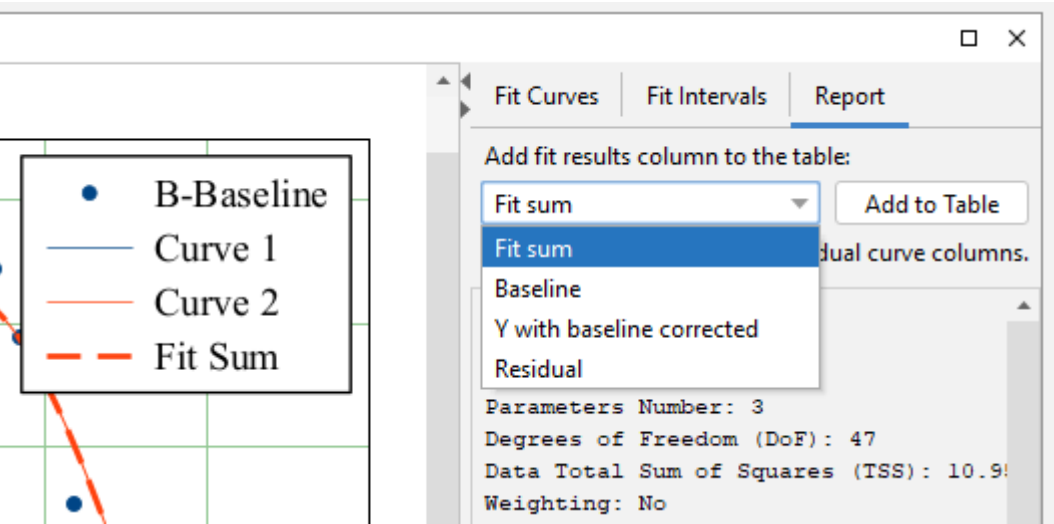 B-Baseline
Curve 1
Curve 2
Fit Sum
Fit Curves
Fit Intervals
Report
Add fit results column to the table:
Fit sum
Add to Table
Fit sum
dual curve columns.
Baseline
Y with baseline corrected
Residual
Parameters Number: 3
Degrees of Freedom (DoF): 47
Data Total Sum of Squares (TSS): 10.9
Weighting: No